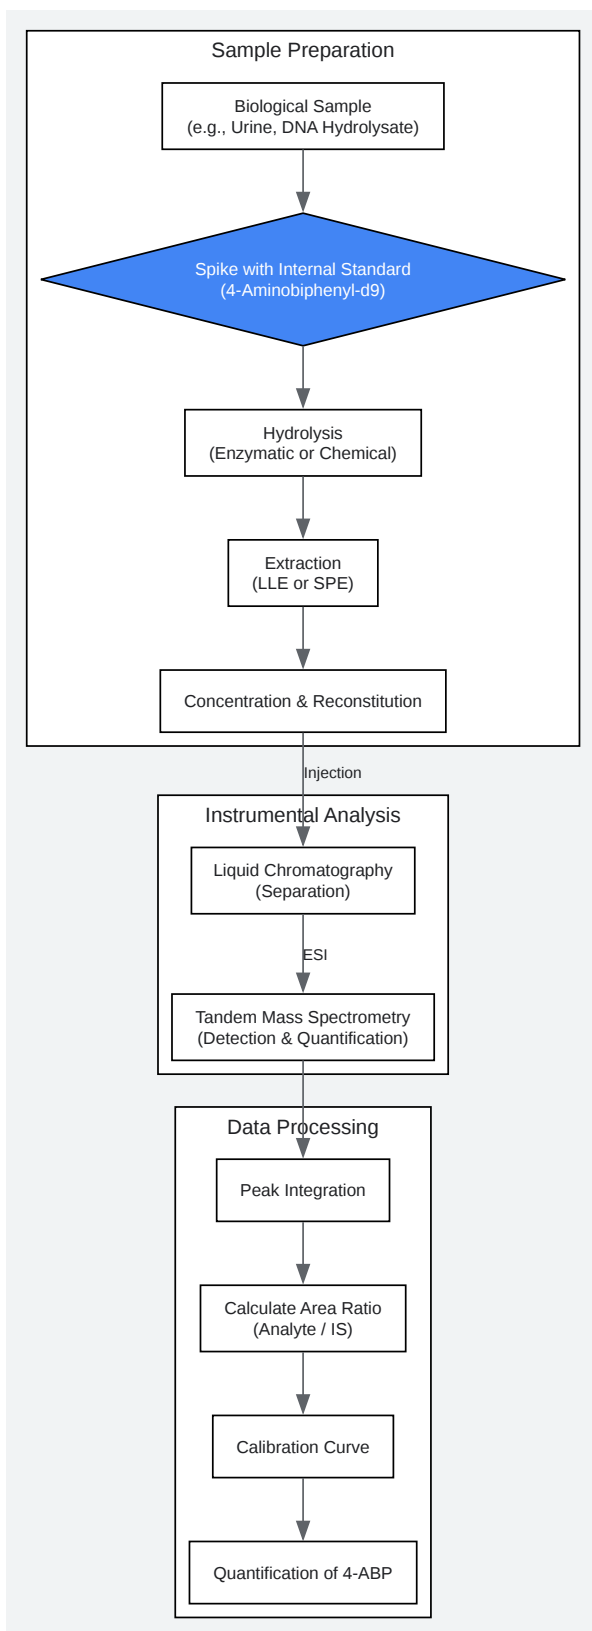 Sample Preparation
Biological Sample
(e.g., Urine, DNA Hydrolysate)
Spike with Internal Standard
(4-Aminobiphenyl-d9)
Hydrolysis
(Enzymatic or Chemical)
Extraction
(LLE or SPE)
Concentration & Reconstitution
Injection
Instrumental Analysis
Liquid Chromatography
(Separation)
ESI
Tandem Mass Spectrometry
(Detection & Quantification)
Data Processing
Peak Integration
Calculate Area Ratio
(Analyte / IS)
Calibration Curve
Quantification of 4-ABP